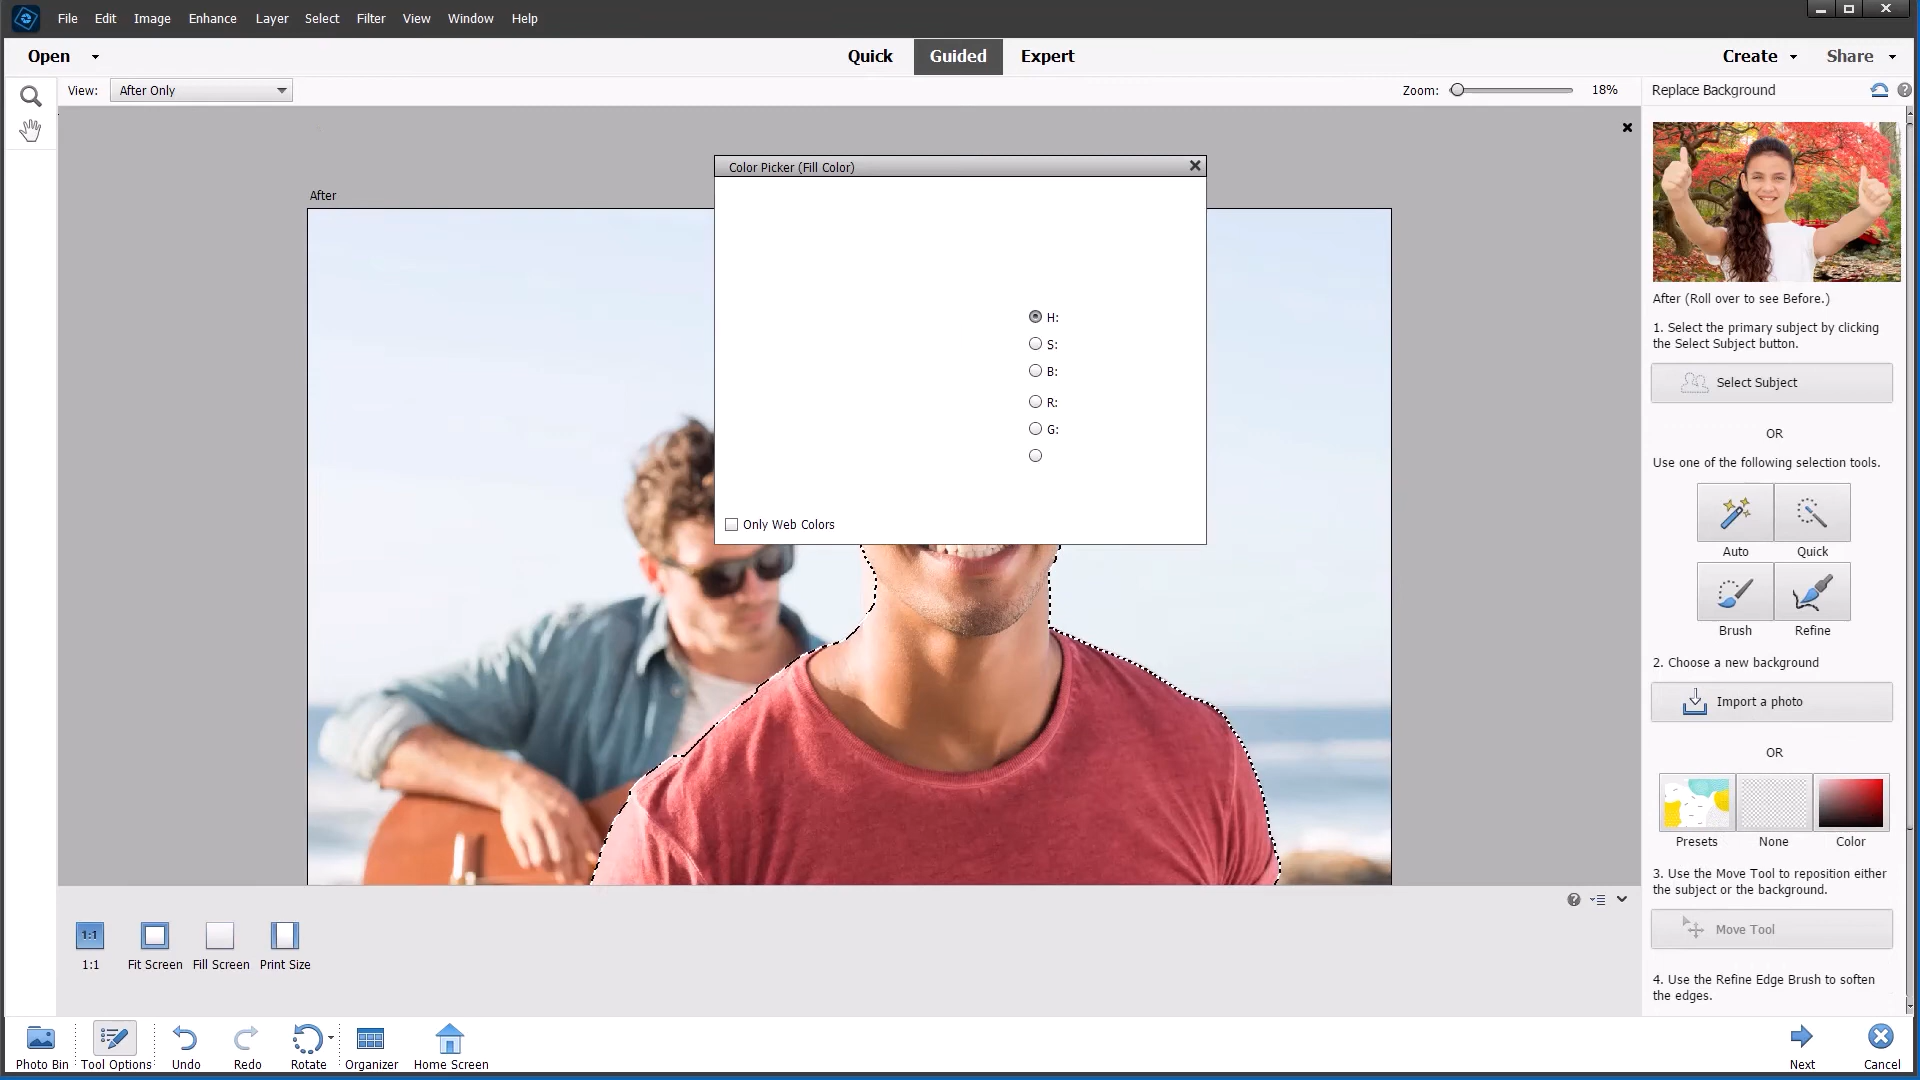 File Edit Image Enhance Layer Select Filter View Window Help
Open Quick Guided Expert Create Share
View: After Only Zoom: 18% Replace Background
Color Picker (Fill Color)
After
H:
S:
B:
R:
G:
Only Web Colors
After (Roll over to see Before.)
1. Select the primary subject by clicking
the Select Subject button.
Select Subject
OR
Use one of the following selection tools.
Auto Quick
Brush Refine
2. Choose a new background
Import a photo
OR
Presets None Color
3. Use the Move Tool to reposition either
the subject or the background.
Move Tool
4. Use the Refine Edge Brush to soften
the edges.
1:1
1:1 Fit Screen Fill Screen Print Size
Photo Bin Tool Options Undo Redo Rotate Organizer Home Screen Next Cancel